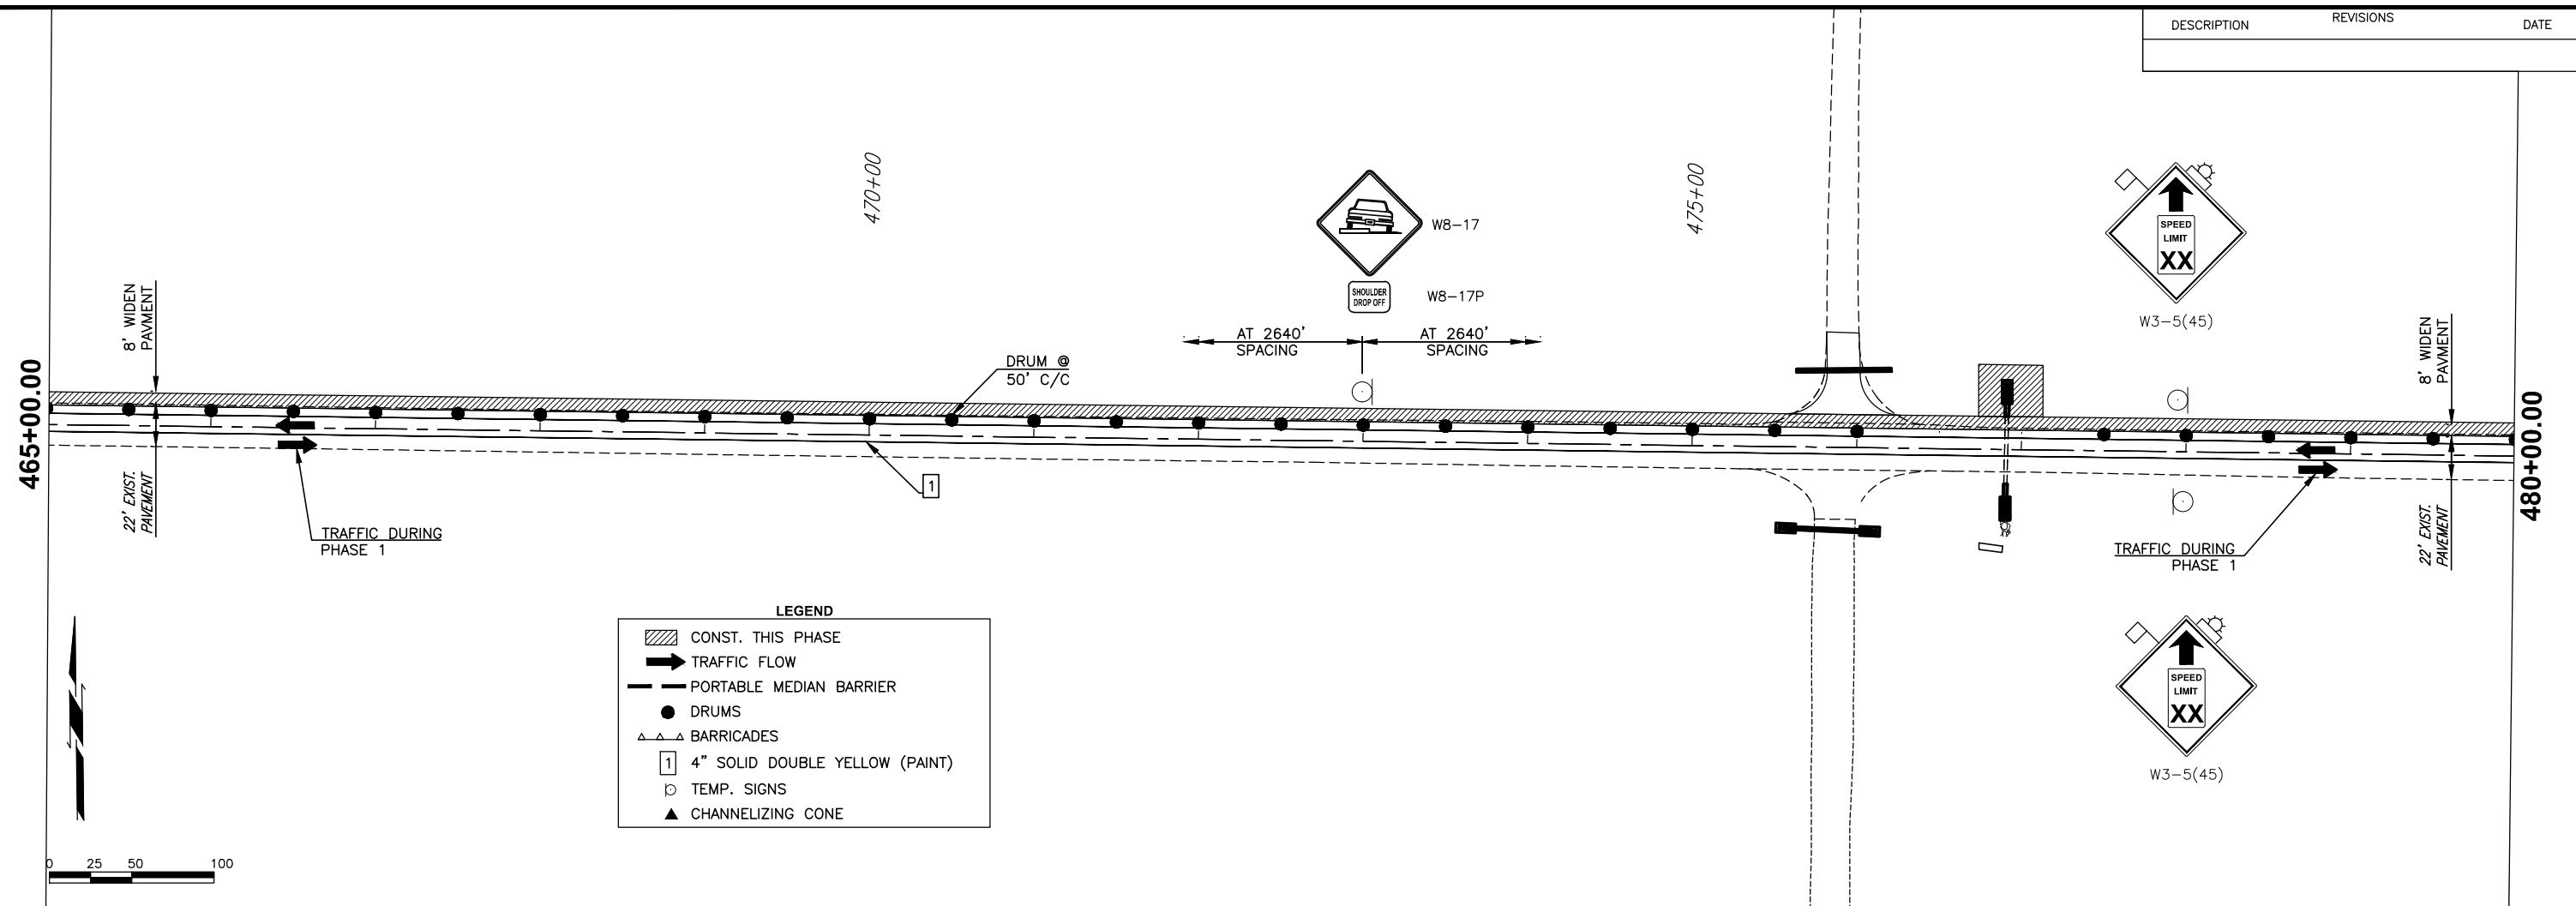 REVISIONS
DESCRIPTION DATE
470+00
475+00
W8-17
SHOULDER
DROP OFF
W8-17P
SPEED
LIMIT
XX
W3-5(45)
8' WIDEN
PAVMENT
AT 2640'
SPACING
AT 2640'
SPACING
8' WIDEN
PAVMENT
DRUM @
50' C/C
465+00.00
480+00.00
22' EXIST.
PAVEMENT
1
TRAFFIC DURING
PHASE 1
TRAFFIC DURING
PHASE 1
22' EXIST.
PAVEMENT
LEGEND
CONST. THIS PHASE
TRAFFIC FLOW
PORTABLE MEDIAN BARRIER
DRUMS
BARRICADES
1 4" SOLID DOUBLE YELLOW (PAINT)
TEMP. SIGNS
CHANNELIZING CONE
SPEED
LIMIT
XX
W3-5(45)
0 25 50 100